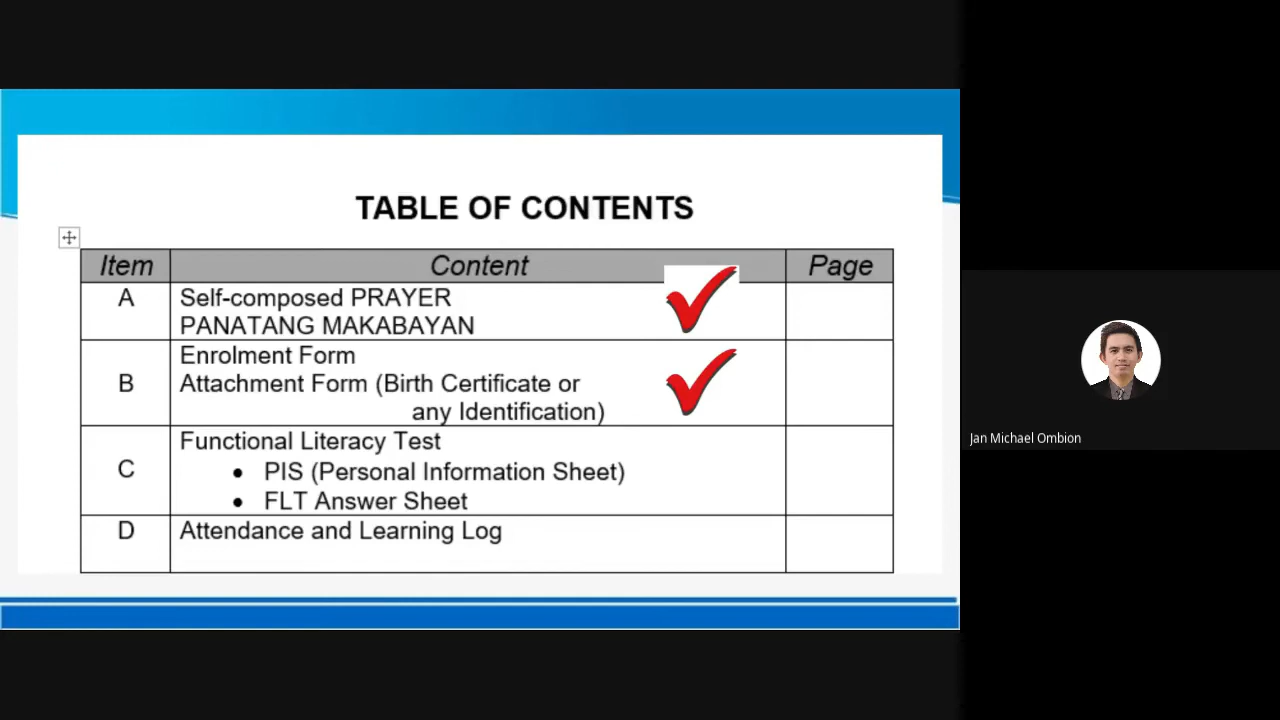 TABLE OF CONTENTS
Item Content Page
A Self-composed PRAYER
PANATANG MAKABAYAN
Enrolment Form
B Attachment Form (Birth Certificate or
any Identification)
Functional Literacy Test
C
• PIS (Personal Information Sheet)
• FLT Answer Sheet
D Attendance and Learning Log
Jan Michael Ombion